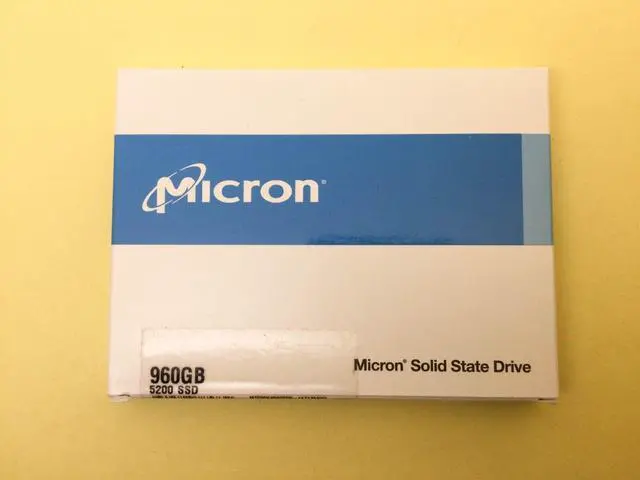 Micron®
Micron® Solid State Drive
960GB
5200 SSD